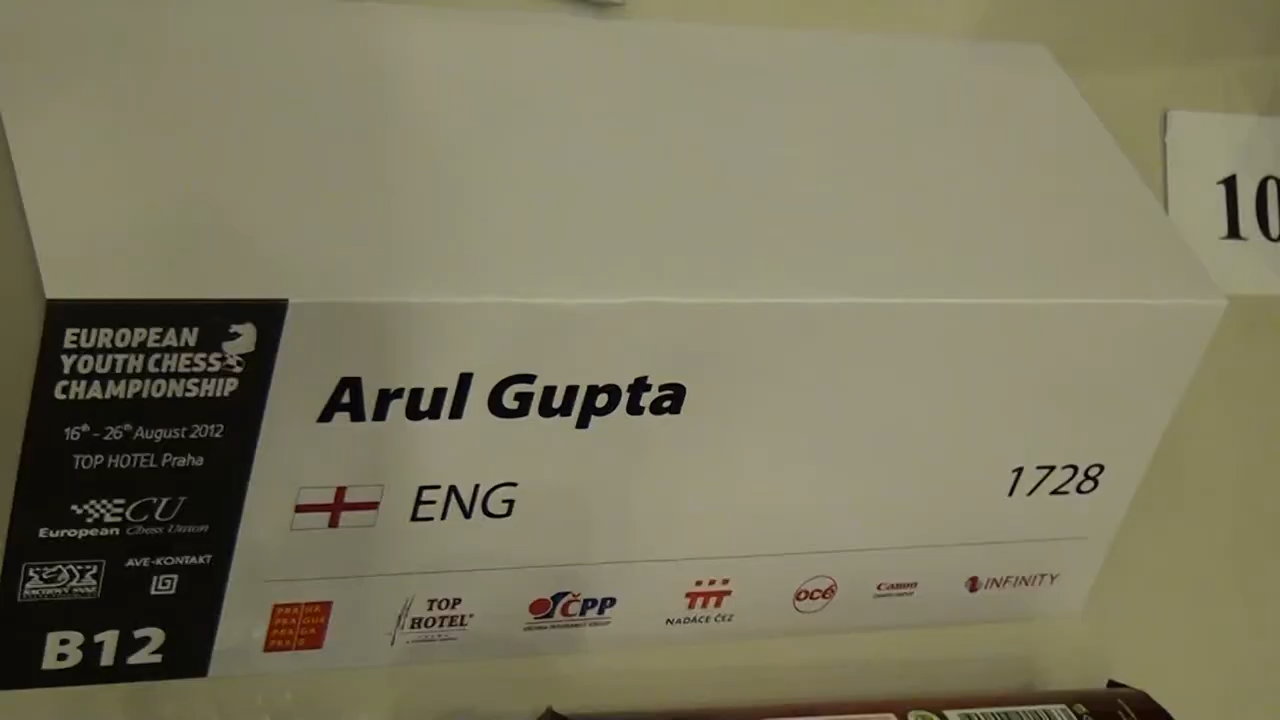 10
EUROPEAN
YOUTH CHESS
CHAMPIONSHIP
16th - 26th August 2012
TOP HOTEL Praha
ECU
European Chess Union
AVE-KONTAKT
B12
Arul Gupta
ENG
1728
PRAHA
PRAGUE
PRAGA
PRAG
TOP
HOTEL
ČPP
NADACE ČEZ
océ
Canon
INFINITY